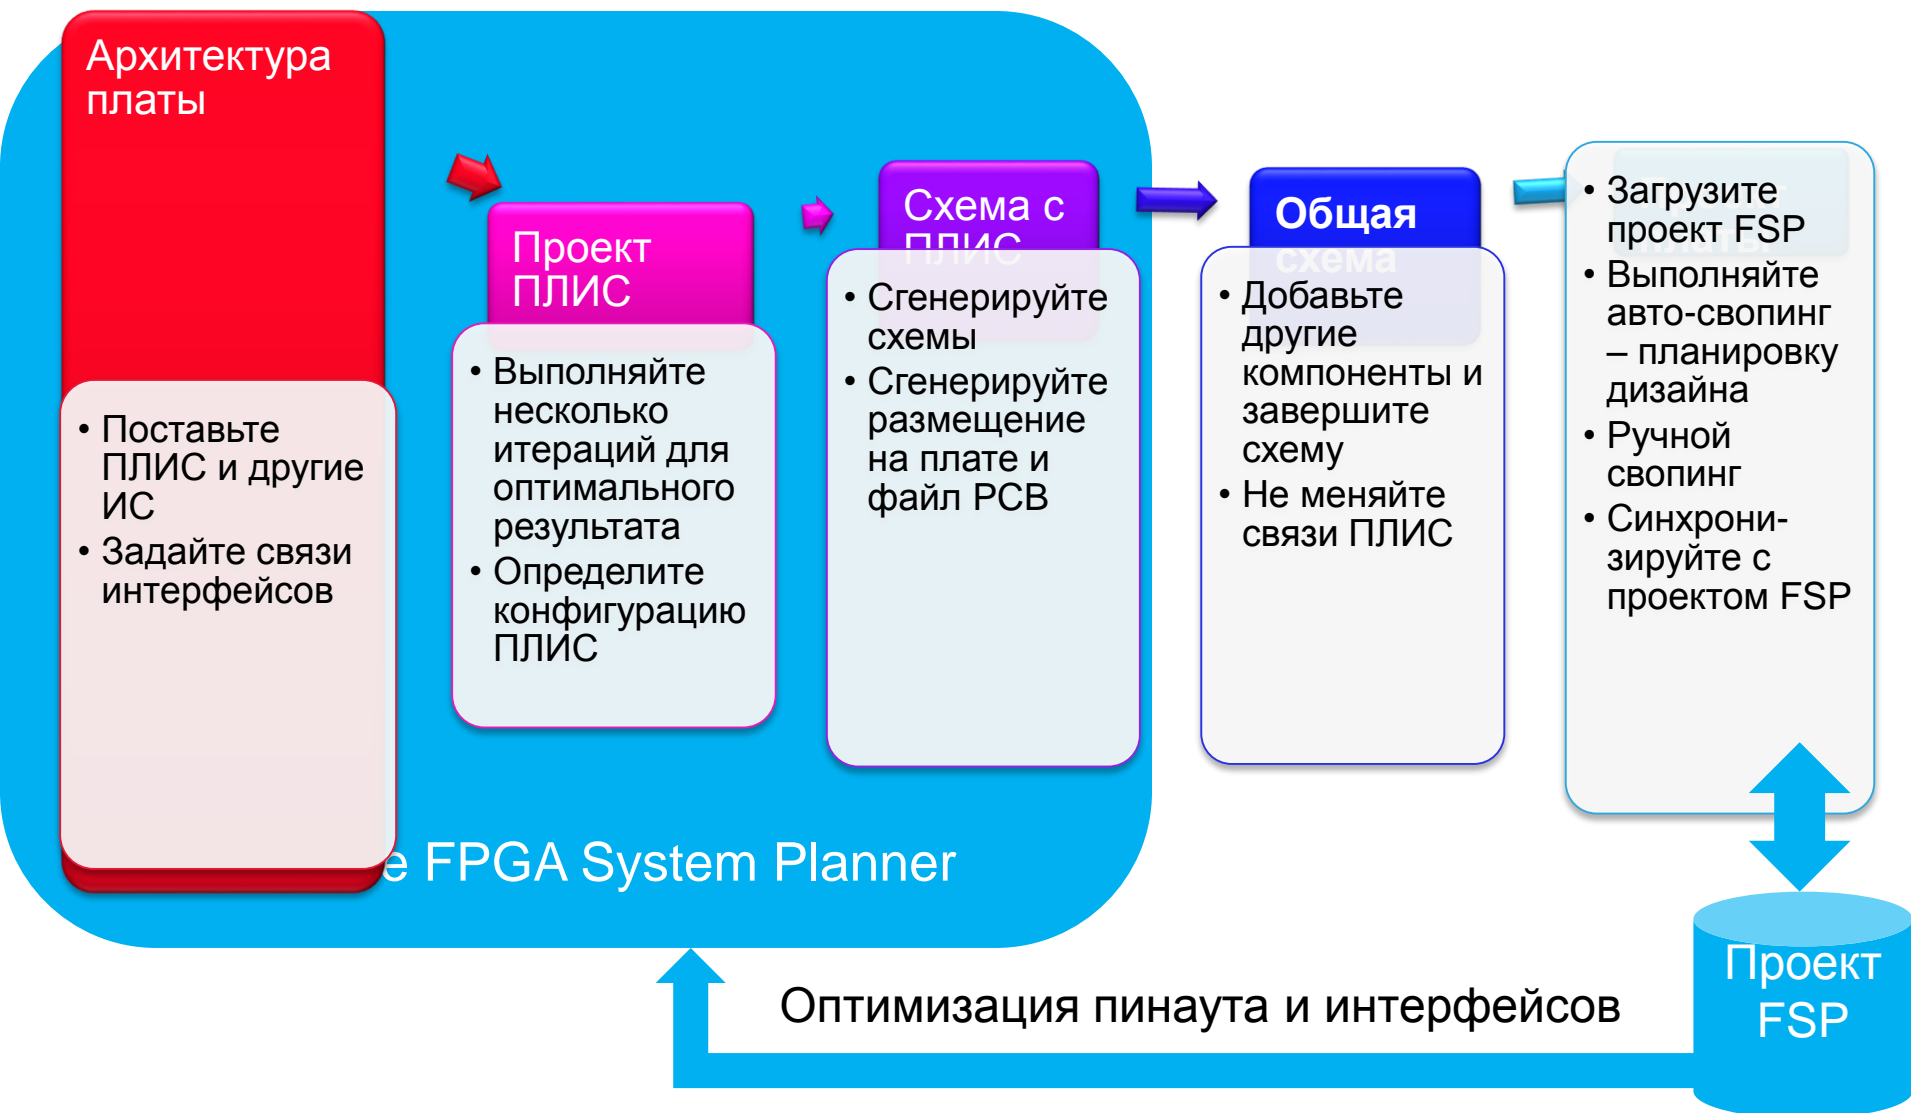 Архитектура
платы
• Поставьте
ПЛИС и другие
ИС
• Задайте связи
интерфейсов
Проект
ПЛИС
• Выполняйте
несколько
итераций для
оптимального
результата
• Определите
конфигурацию
ПЛИС
Схема с
ПЛИС
• Сгенерируйте
схемы
• Сгенерируйте
размещение
на плате и
файл PCB
Общая
схема
• Добавьте
другие
компоненты и
завершите
схему
• Не меняйте
связи ПЛИС
• Загрузите
проект FSP
• Выполняйте
авто-свопинг
– планировку
дизайна
• Ручной
свопинг
• Синхрони-
зируйте с
проектом FSP
e FPGA System Planner
Оптимизация пинаута и интерфейсов
Проект
FSP